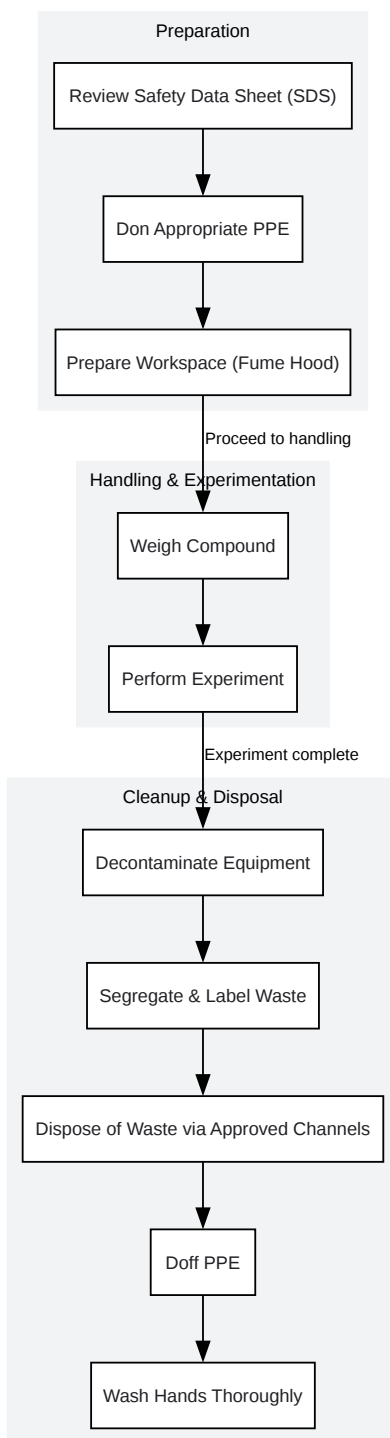 Preparation
Review Safety Data Sheet (SDS)
Don Appropriate PPE
Prepare Workspace (Fume Hood)
Proceed to handling
Handling & Experimentation
Weigh Compound
Perform Experiment
Experiment complete
Cleanup & Disposal
Decontaminate Equipment
Segregate & Label Waste
Dispose of Waste via Approved Channels
Doff PPE
Wash Hands Thoroughly